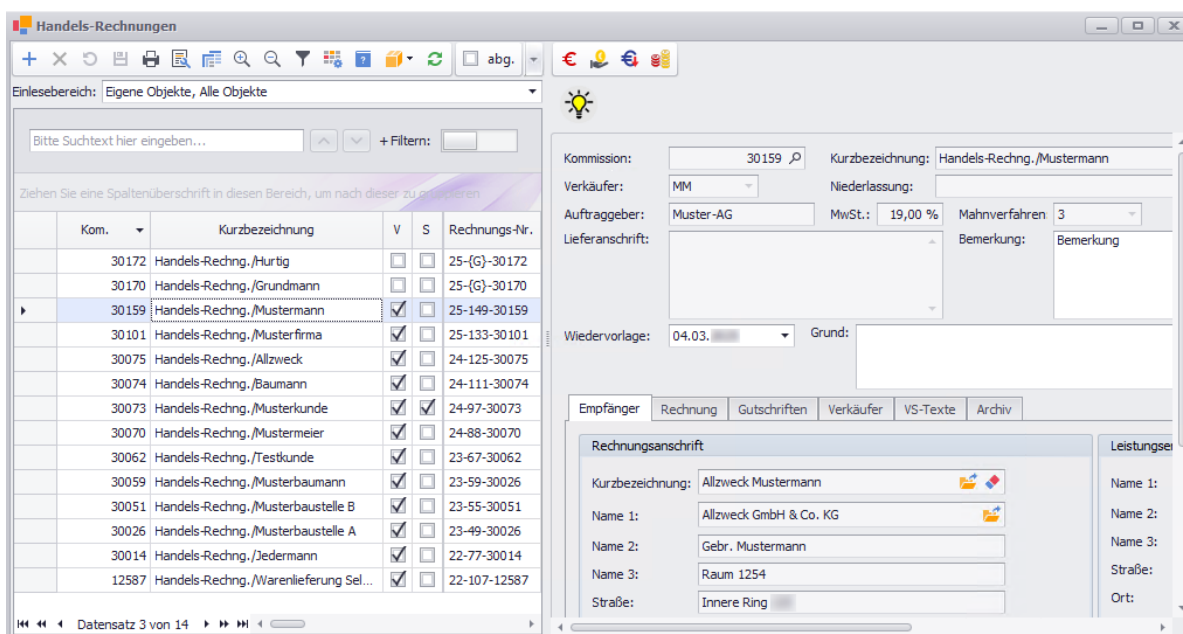 Handels-Rechnungen
abg.
Einlesebereich: Eigene Objekte, Alle Objekte
Bitte Suchtext hier eingeben... + Filtern:
Ziehen Sie eine Spaltenüberschrift in diesen Bereich, um nach dieser zu
Kom. Kurzbezeichnung V S Rechnungs-Nr.
30172 Handels-Rechng./Hurtig 25-{G}-30172
30170 Handels-Rechng./Grundmann 25-{G}-30170
30159 Handels-Rechng./Mustermann 25-149-30159
30101 Handels-Rechng./Musterfirma 25-133-30101
30075 Handels-Rechng./Allzweck 24-125-30075
30074 Handels-Rechng./Baumann 24-111-30074
30073 Handels-Rechng./Musterkunde 24-97-30073
30070 Handels-Rechng./Mustermeier 24-88-30070
30062 Handels-Rechng./Testkunde 23-67-30062
30059 Handels-Rechng./Musterbaumann 23-59-30026
30051 Handels-Rechng./Musterbaustelle B 23-55-30051
30026 Handels-Rechng./Musterbaustelle A 23-49-30026
30014 Handels-Rechng./Jedermann 22-77-30014
12587 Handels-Rechng./Warenlieferung Sel... 22-107-12587
Datensatz 3 von 14
Kommission: 30159 Kurzbezeichnung: Handels-Rechng./Mustermann
Verkäufer: MM Niederlassung:
Auftraggeber: Muster-AG MwSt.: 19,00 % Mahnverfahren 3
Lieferanschrift: Bemerkung: Bemerkung
Wiedervorlage: 04.03. Grund:
Empfänger Rechnung Gutschriften Verkäufer VS-Texte Archiv
Rechnungsanschrift Leistungse
Kurzbezeichnung: Allzweck Mustermann Name 1:
Name 1: Allzweck GmbH & Co. KG Name 2:
Name 2: Gebr. Mustermann Name 3:
Name 3: Raum 1254 Straße:
Straße: Innere Ring Ort: